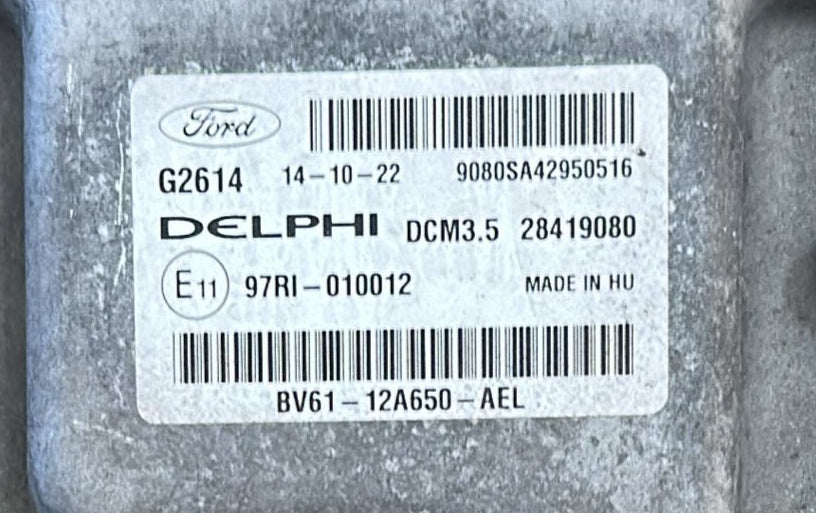 Ford
G2614 14-10-22 9080SA42950516
DELPHI DCM3.5 28419080
E11 97RI-010012 MADE IN HU
BV61-12A650-AEL